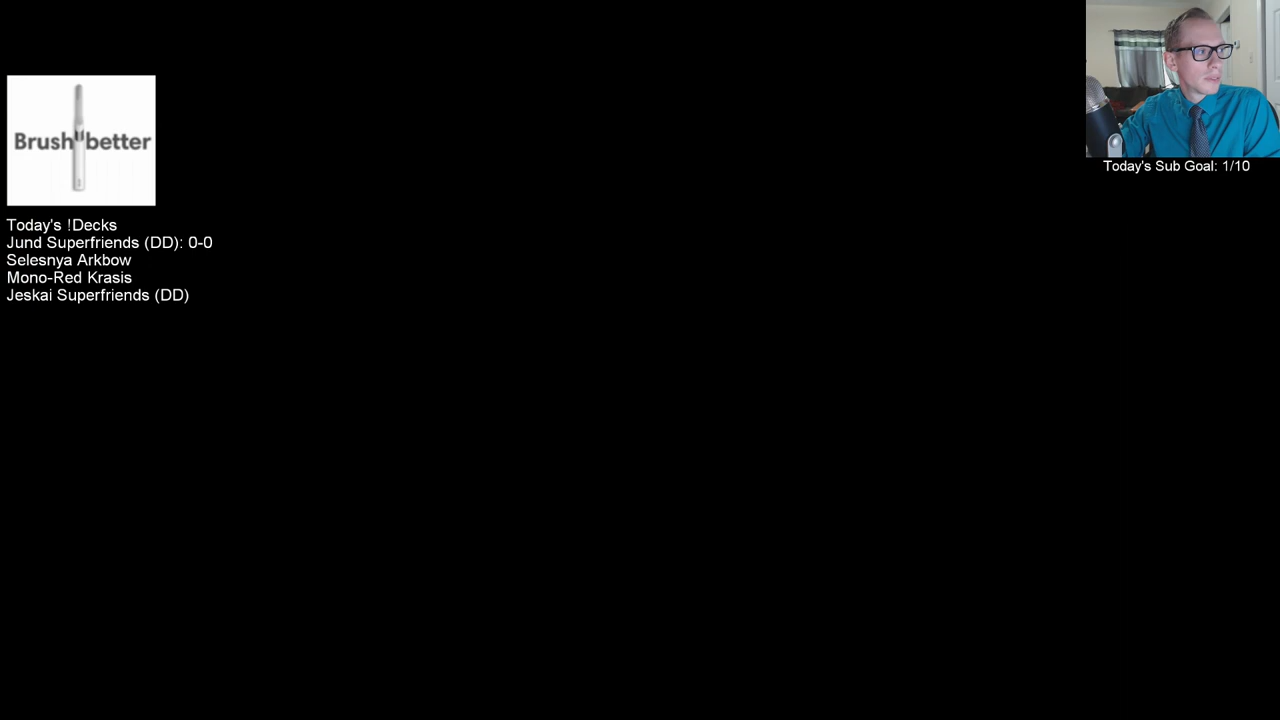 Brush better
Today's !Decks
Jund Superfriends (DD): 0-0
Selesnya Arkbow
Mono-Red Krasis
Jeskai Superfriends (DD)
Today's Sub Goal: 1/10